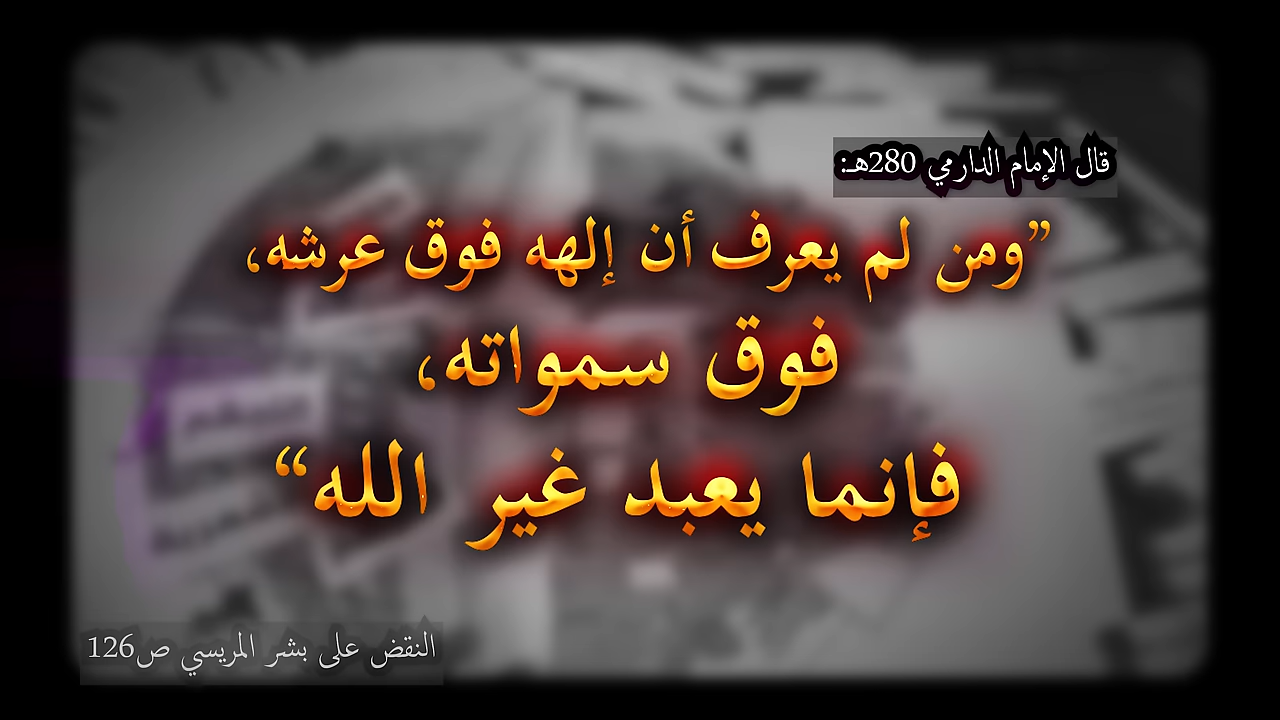 قال الإمام الدارمي 280هـ:
”ومن لم يعرف أن إلهه فوق عرشه،
فوق سمواته،
فإنما يعبد غير الله“
النقض على بشر المريسي ص126